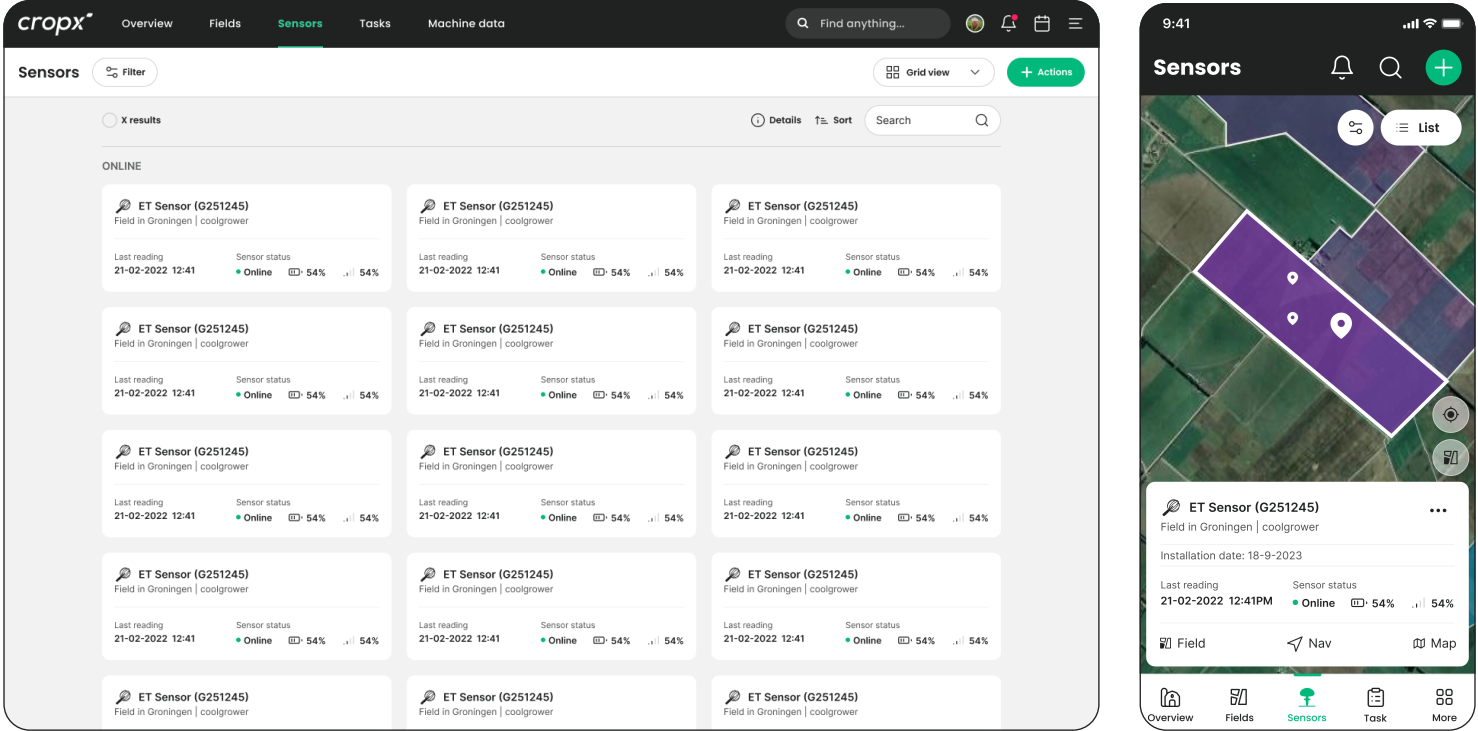 cropx Overview Fields Sensors Tasks Machine data Find anything...
Sensors Filter Grid view + Actions
X results Details Sort Search
ONLINE
ET Sensor (G251245) ET Sensor (G251245) ET Sensor (G251245)
Field in Groningen | coolgrower Field in Groningen | coolgrower Field in Groningen | coolgrower
Last reading Sensor status Last reading Sensor status Last reading Sensor status
21-02-2022 12:41 Online 54% 54% 21-02-2022 12:41 Online 54% 54% 21-02-2022 12:41 Online 54% 54%
ET Sensor (G251245) ET Sensor (G251245) ET Sensor (G251245)
Field in Groningen | coolgrower Field in Groningen | coolgrower Field in Groningen | coolgrower
Last reading Sensor status Last reading Sensor status Last reading Sensor status
21-02-2022 12:41 Online 54% 54% 21-02-2022 12:41 Online 54% 54% 21-02-2022 12:41 Online 54% 54%
ET Sensor (G251245) ET Sensor (G251245) ET Sensor (G251245)
Field in Groningen | coolgrower Field in Groningen | coolgrower Field in Groningen | coolgrower
Last reading Sensor status Last reading Sensor status Last reading Sensor status
21-02-2022 12:41 Online 54% 54% 21-02-2022 12:41 Online 54% 54% 21-02-2022 12:41 Online 54% 54%
ET Sensor (G251245) ET Sensor (G251245) ET Sensor (G251245)
Field in Groningen | coolgrower Field in Groningen | coolgrower Field in Groningen | coolgrower
Last reading Sensor status Last reading Sensor status Last reading Sensor status
21-02-2022 12:41 Online 54% 54% 21-02-2022 12:41 Online 54% 54% 21-02-2022 12:41 Online 54% 54%
ET Sensor (G251245) ET Sensor (G251245) ET Sensor (G251245)
Field in Groningen | coolgrower Field in Groningen | coolgrower Field in Groningen | coolgrower
9:41
Sensors
List
ET Sensor (G251245)
Field in Groningen | coolgrower
Installation date: 18-9-2023
Last reading Sensor status
21-02-2022 12:41PM Online 54% 54%
Field Nav Map
Overview Fields Sensors Task More